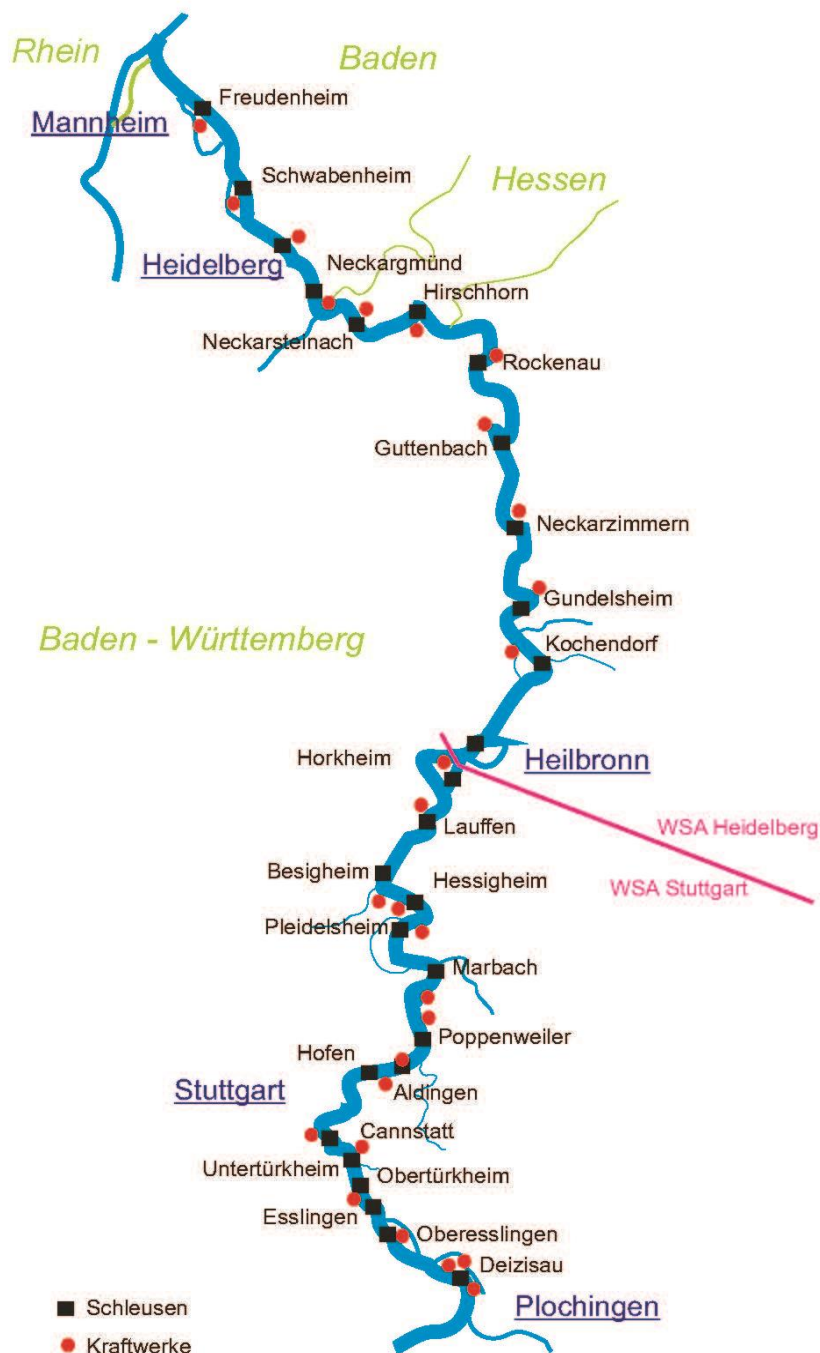 Rhein
Baden
Freudenheim
Mannheim
Schwabenheim
Hessen
Heidelberg
Neckargmünd
Hirschhorn
Neckarsteinach
Rockenau
Guttenbach
Neckarzimmern
Gundelsheim
Baden - Württemberg
Kochendorf
Horkheim
Heilbronn
WSA Heidelberg
Lauffen
WSA Stuttgart
Besigheim
Hessigheim
Pleidelsheim
Marbach
Poppenweiler
Hofen
Stuttgart
Aldingen
Cannstatt
Untertürkheim
Obertürkheim
Esslingen
Oberesslingen
Deizisau
Plochingen
Schleusen
Kraftwerke